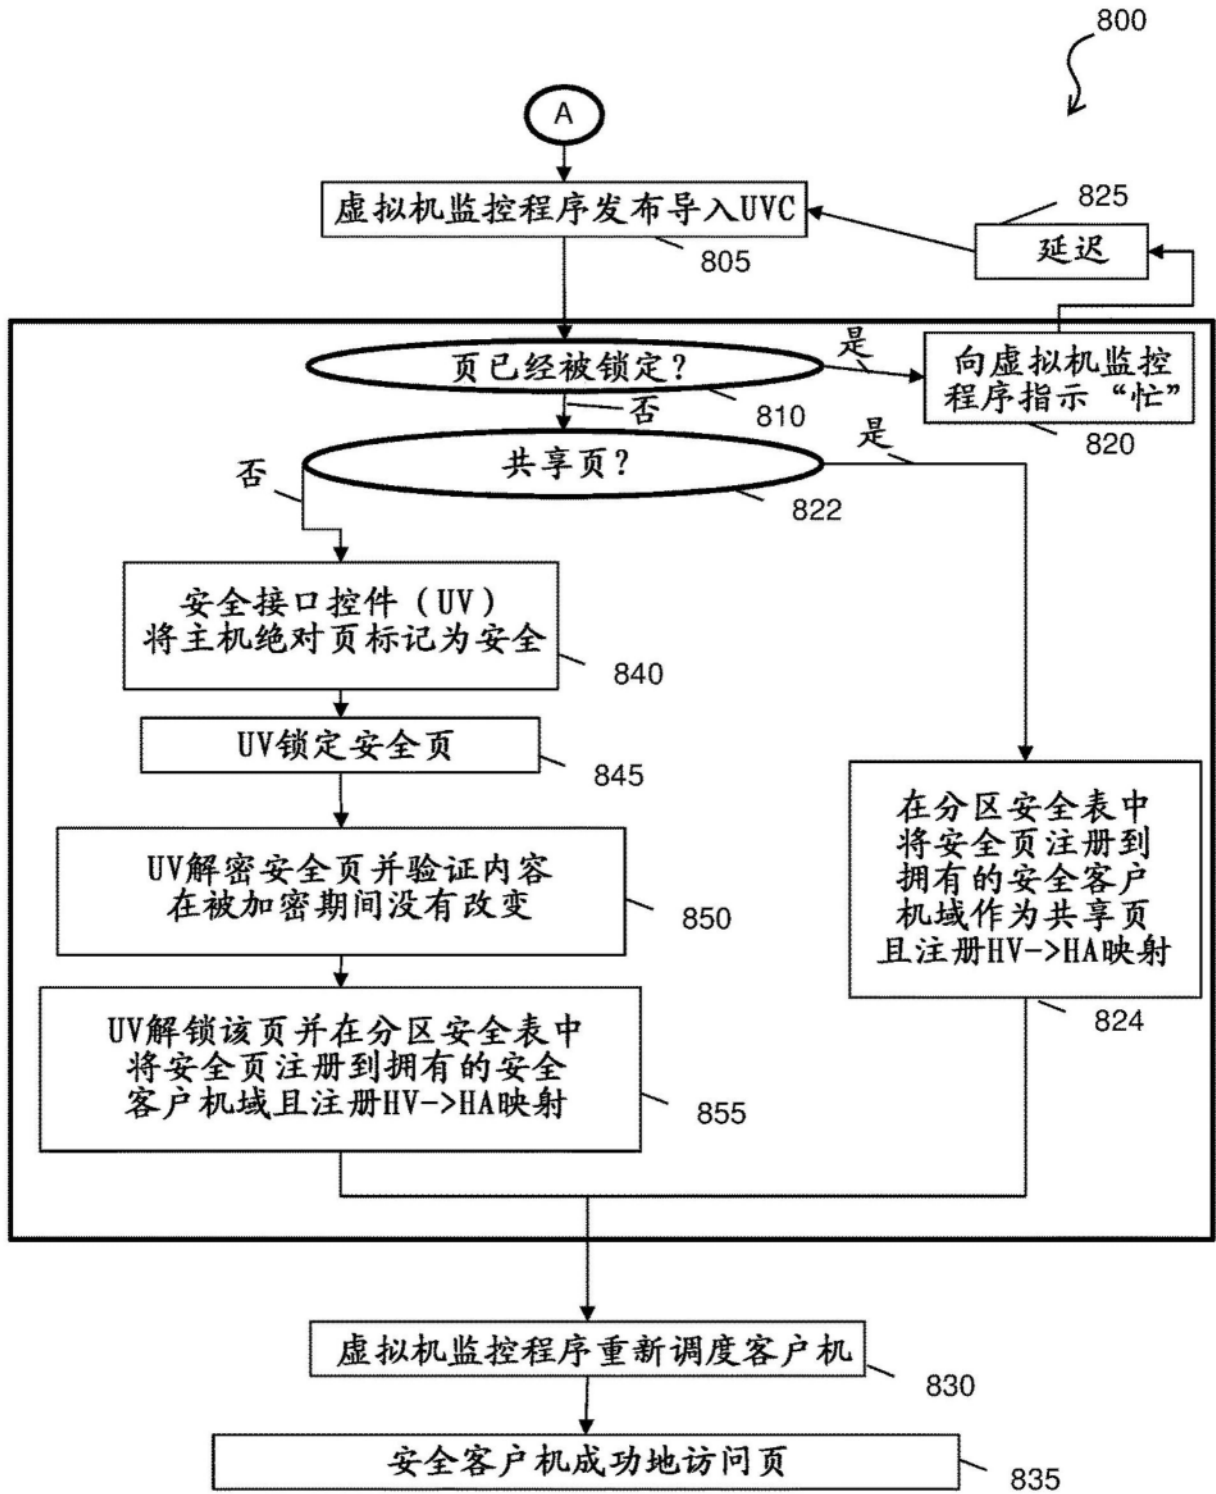 800
A
虚拟机监控程序发布导入UVC
805
825
延迟
页已经被锁定？
810
是
否
向虚拟机监控
程序指示“忙”
820
共享页？
822
是
否
安全接口控件（UV）
将主机绝对页标记为安全
840
UV锁定安全页
845
UV解密安全页并验证内容
在被加密期间没有改变
850
UV解锁该页并在分区安全表中
将安全页注册到拥有的安全
客户机域且注册HV->HA映射
855
在分区安全表中
将安全页注册到
拥有的安全客户
机域作为共享页
且注册HV->HA映射
824
虚拟机监控程序重新调度客户机
830
安全客户机成功地访问页
835